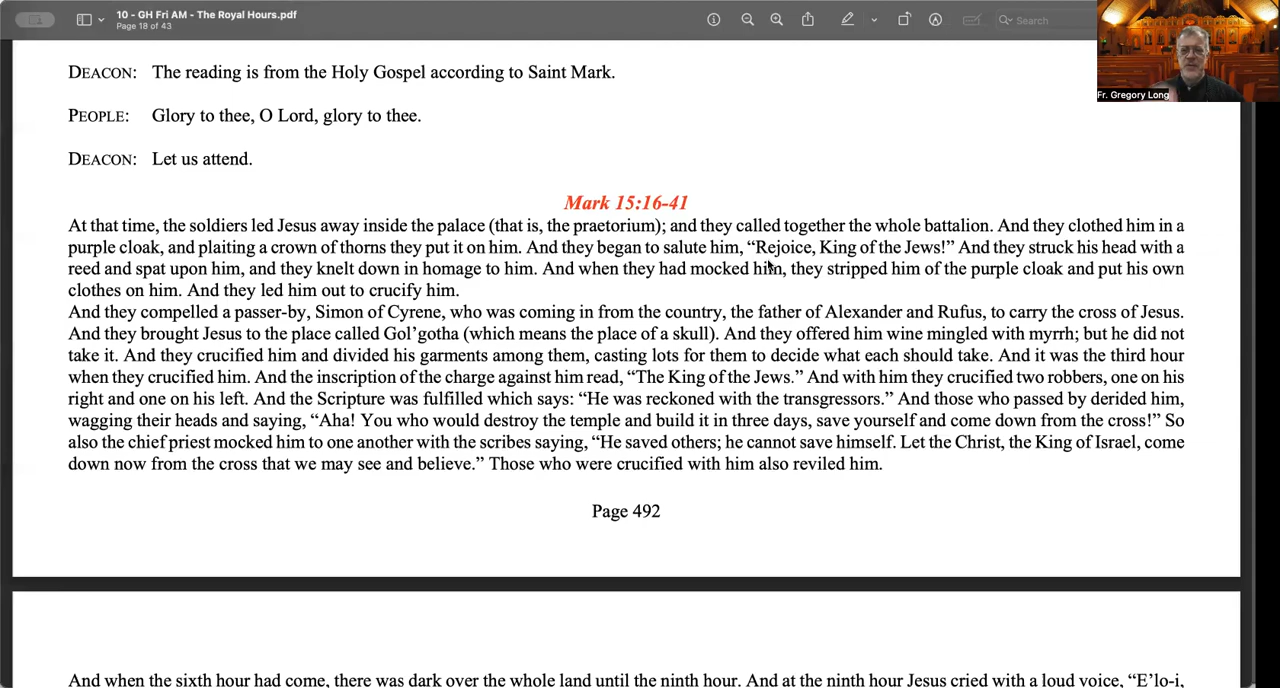 10 - GH Fri AM - The Royal Hours.pdf
Page 18 of 43
Search
Fr. Gregory Long
DEACON: The reading is from the Holy Gospel according to Saint Mark.
PEOPLE: Glory to thee, O Lord, glory to thee.
DEACON: Let us attend.
Mark 15:16-41
At that time, the soldiers led Jesus away inside the palace (that is, the praetorium); and they called together the whole battalion. And they clothed him in a
purple cloak, and plaiting a crown of thorns they put it on him. And they began to salute him, “Rejoice, King of the Jews!” And they struck his head with a
reed and spat upon him, and they knelt down in homage to him. And when they had mocked him, they stripped him of the purple cloak and put his own
clothes on him. And they led him out to crucify him.
And they compelled a passer-by, Simon of Cyrene, who was coming in from the country, the father of Alexander and Rufus, to carry the cross of Jesus.
And they brought Jesus to the place called Gol’gotha (which means the place of a skull). And they offered him wine mingled with myrrh; but he did not
take it. And they crucified him and divided his garments among them, casting lots for them to decide what each should take. And it was the third hour
when they crucified him. And the inscription of the charge against him read, “The King of the Jews.” And with him they crucified two robbers, one on his
right and one on his left. And the Scripture was fulfilled which says: “He was reckoned with the transgressors.” And those who passed by derided him,
wagging their heads and saying, “Aha! You who would destroy the temple and build it in three days, save yourself and come down from the cross!” So
also the chief priest mocked him to one another with the scribes saying, “He saved others; he cannot save himself. Let the Christ, the King of Israel, come
down now from the cross that we may see and believe.” Those who were crucified with him also reviled him.
Page 492
And when the sixth hour had come, there was dark over the whole land until the ninth hour. And at the ninth hour Jesus cried with a loud voice, “E’lo-i,